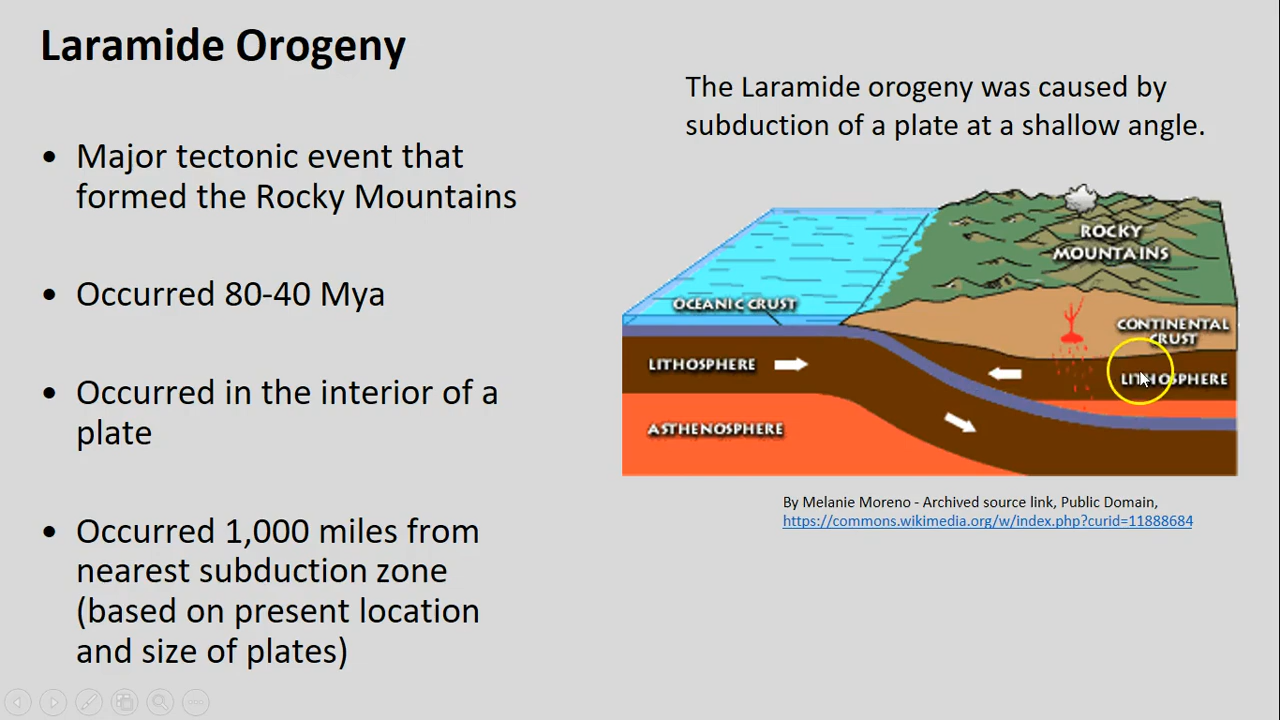 Laramide Orogeny
• Major tectonic event that
formed the Rocky Mountains
• Occurred 80-40 Mya
• Occurred in the interior of a
plate
• Occurred 1,000 miles from
nearest subduction zone
(based on present location
and size of plates)
The Laramide orogeny was caused by
subduction of a plate at a shallow angle.
ROCKY
MOUNTAINS
OCEANIC CRUST
CONTINENTAL
CRUST
LITHOSPHERE
LITHOSPHERE
ASTHENOSPHERE
By Melanie Moreno - Archived source link, Public Domain,
https://commons.wikimedia.org/w/index.php?curid=11888684